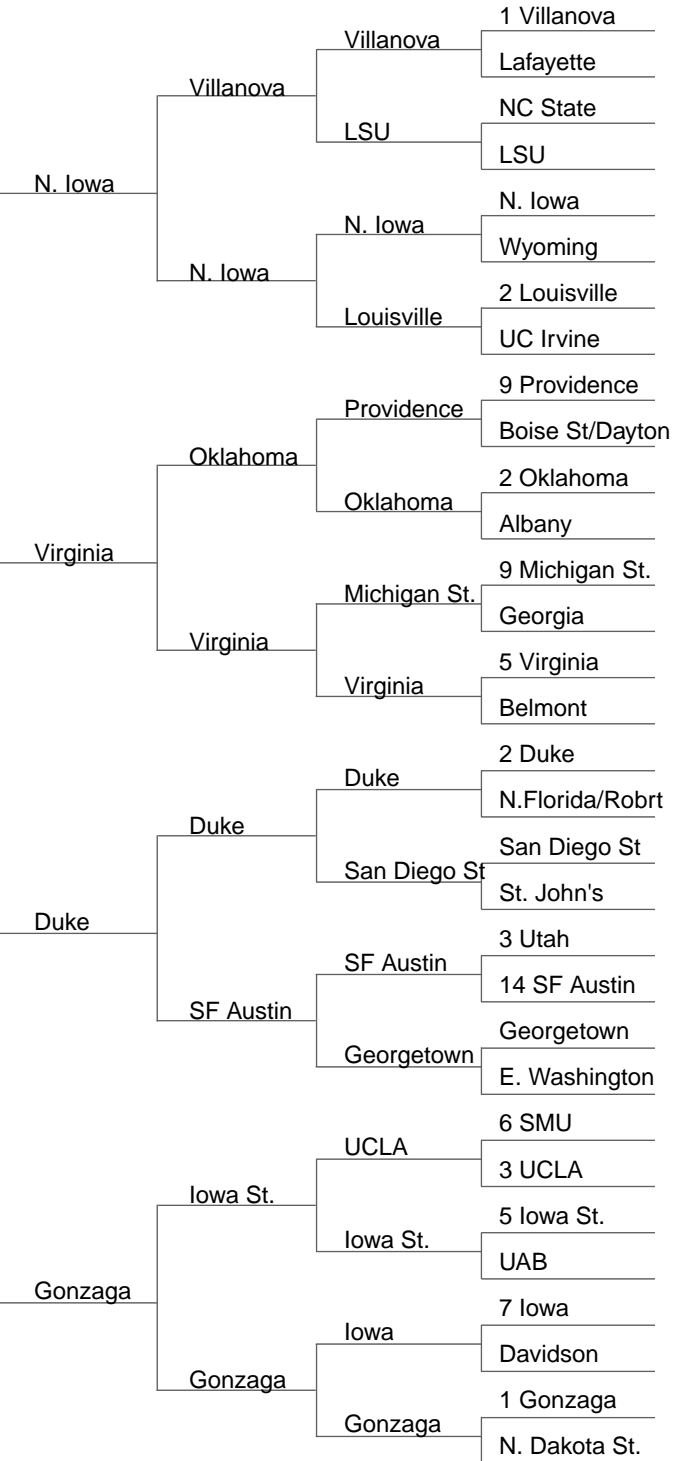 1 Villanova
Villanova
Lafayette
Villanova
NC State
LSU
LSU
N. Iowa
N. Iowa
N. Iowa
Wyoming
N. Iowa
2 Louisville
Louisville
UC Irvine
9 Providence
Providence
Boise St/Dayton
Oklahoma
2 Oklahoma
Oklahoma
Albany
Virginia
9 Michigan St.
Michigan St.
Georgia
Virginia
5 Virginia
Virginia
Belmont
2 Duke
Duke
N.Florida/Robrt
Duke
San Diego St
San Diego St
St. John's
Duke
3 Utah
SF Austin
14 SF Austin
SF Austin
Georgetown
Georgetown
E. Washington
6 SMU
UCLA
3 UCLA
Iowa St.
5 Iowa St.
Iowa St.
UAB
Gonzaga
7 Iowa
Iowa
Davidson
Gonzaga
1 Gonzaga
Gonzaga
N. Dakota St.